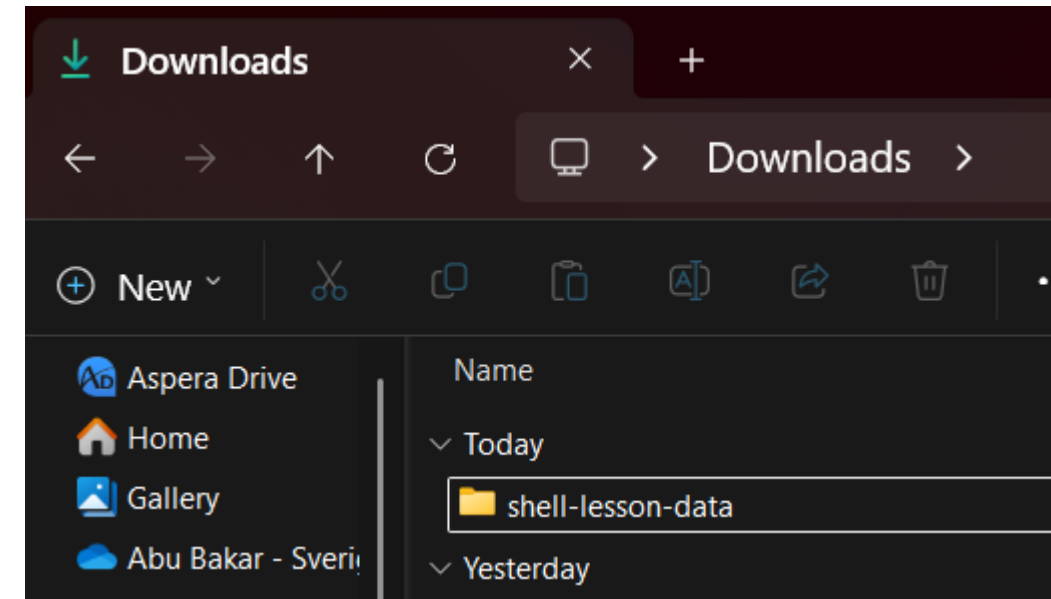 Downloads
Downloads
New
Aspera Drive
Home
Gallery
Abu Bakar - Sveri
Name
Today
shell-lesson-data
Yesterday